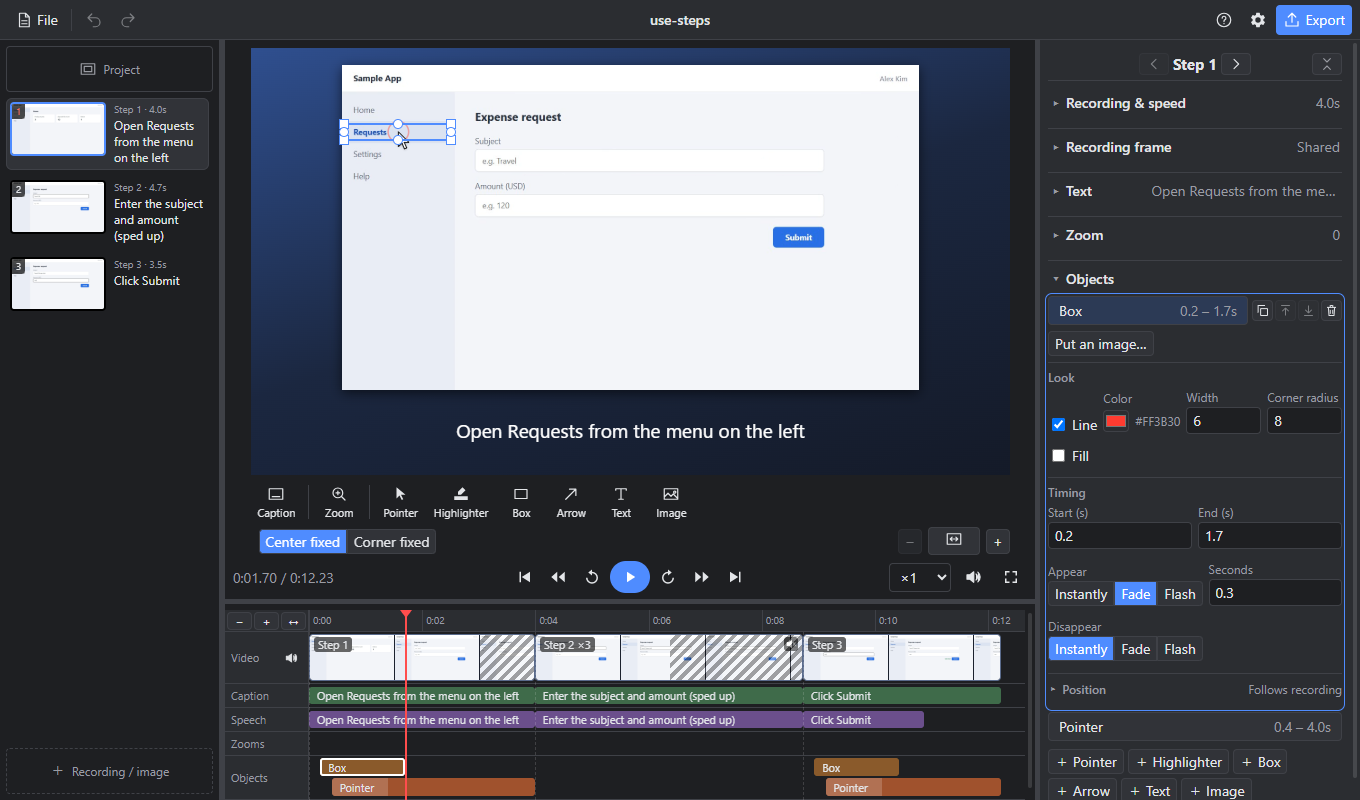 File
use-steps
Export
Project
1
Step 1 · 4.0s
Open Requests
from the menu
on the left
2
Step 2 · 4.7s
Enter the subject
and amount
(sped up)
3
Step 3 · 3.5s
Click Submit
+ Recording / image
Sample App
Alex Kim
Home
Requests
Settings
Help
Expense request
Subject
e.g. Travel
Amount (USD)
e.g. 120
Submit
Open Requests from the menu on the left
Caption
Zoom
Pointer
Highlighter
Box
Arrow
Text
Image
Center fixed
Corner fixed
0:01.70 / 0:12.23
×1
0:00
0:02
0:04
0:06
0:08
0:10
0:12
Video
Step 1
Step 2 ×3
Step 3
Caption
Open Requests from the menu on the left
Enter the subject and amount (sped up)
Click Submit
Speech
Open Requests from the menu on the left
Enter the subject and amount (sped up)
Click Submit
Zooms
Objects
Box
Pointer
Box
Pointer
Step 1
Recording & speed 4.0s
Recording frame Shared
Text Open Requests from the me...
Zoom 0
Objects
Box 0.2 – 1.7s
Put an image...
Look
Color Width Corner radius
Line #FF3B30 6 8
Fill
Timing
Start (s) End (s)
0.2 1.7
Appear Seconds
Instantly Fade Flash 0.3
Disappear
Instantly Fade Flash
Position Follows recording
Pointer 0.4 – 4.0s
+ Pointer + Highlighter + Box
+ Arrow + Text + Image